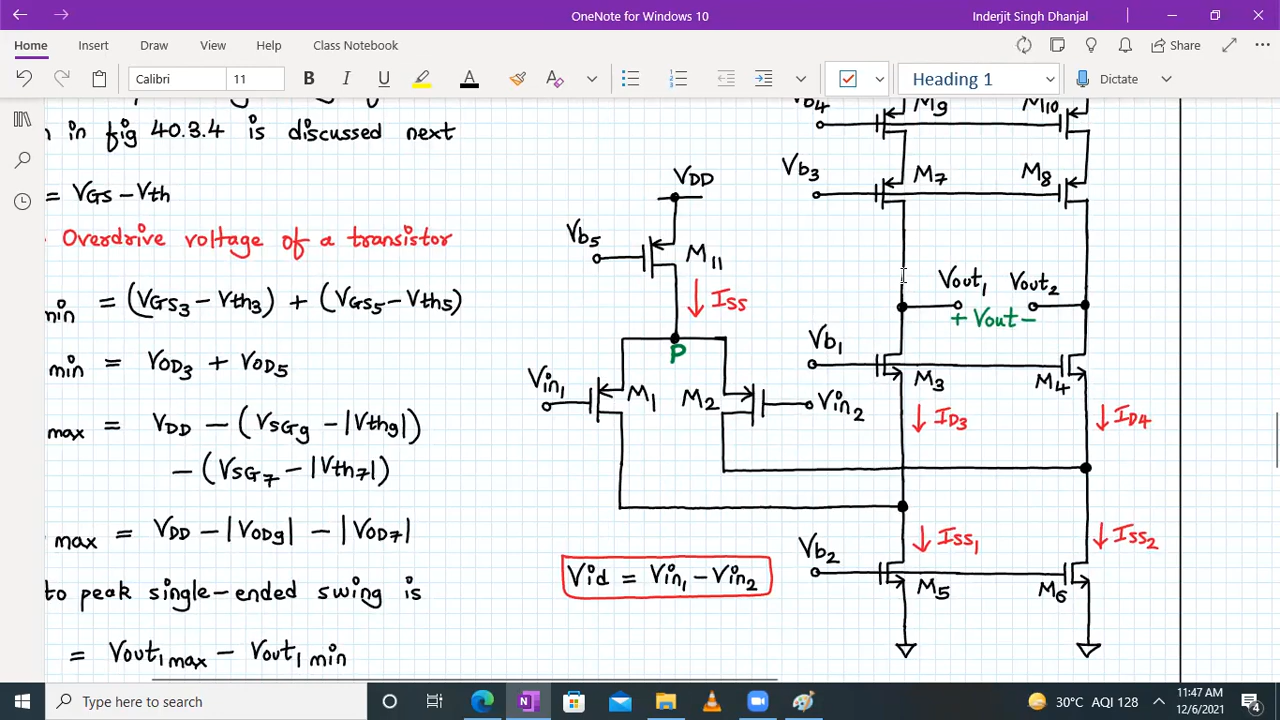 OneNote for Windows 10
Inderjit Singh Dhanjal
Home Insert Draw View Help Class Notebook
Share
Calibri 11 B I U A Heading 1 Dictate
n in fig 40.3.4 is discussed next
= VGS - Vth
Overdrive voltage of a transistor
min = (VGS3 - Vth3) + (VGS5 - Vth5)
min = VOD3 + VOD5
max = VDD - (VSG9 - |Vth9|)
- (VSG7 - |Vth7|)
max = VDD - |VOD9| - |VOD7|
to peak single-ended swing is
= Vout1max - Vout1min
Vb4 M9 M10
Vb3 M7 M8
VDD
Vb5 M11
ISS
P
Vout1 Vout2
+ Vout -
Vb1 M3 M4
Vin1 M1 M2 Vin2
ID3 ID4
ISS1 ISS2
Vb2 M5 M6
Vid = Vin1 - Vin2
Type here to search
30°C AQI 128
11:47 AM
12/6/2021
4